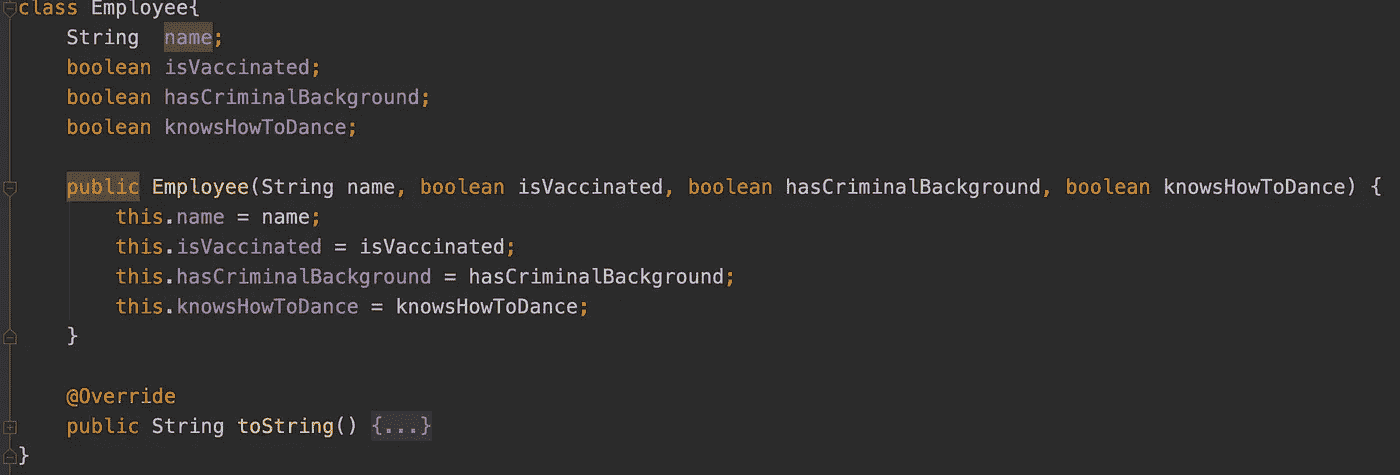 class Employee{
    String  name;
    boolean isVaccinated;
    boolean hasCriminalBackground;
    boolean knowsHowToDance;
    public Employee(String name, boolean isVaccinated, boolean hasCriminalBackground, boolean knowsHowToDance) {
        this.name = name;
        this.isVaccinated = isVaccinated;
        this.hasCriminalBackground = hasCriminalBackground;
        this.knowsHowToDance = knowsHowToDance;
    }
    @Override
    public String toString() {...}
}